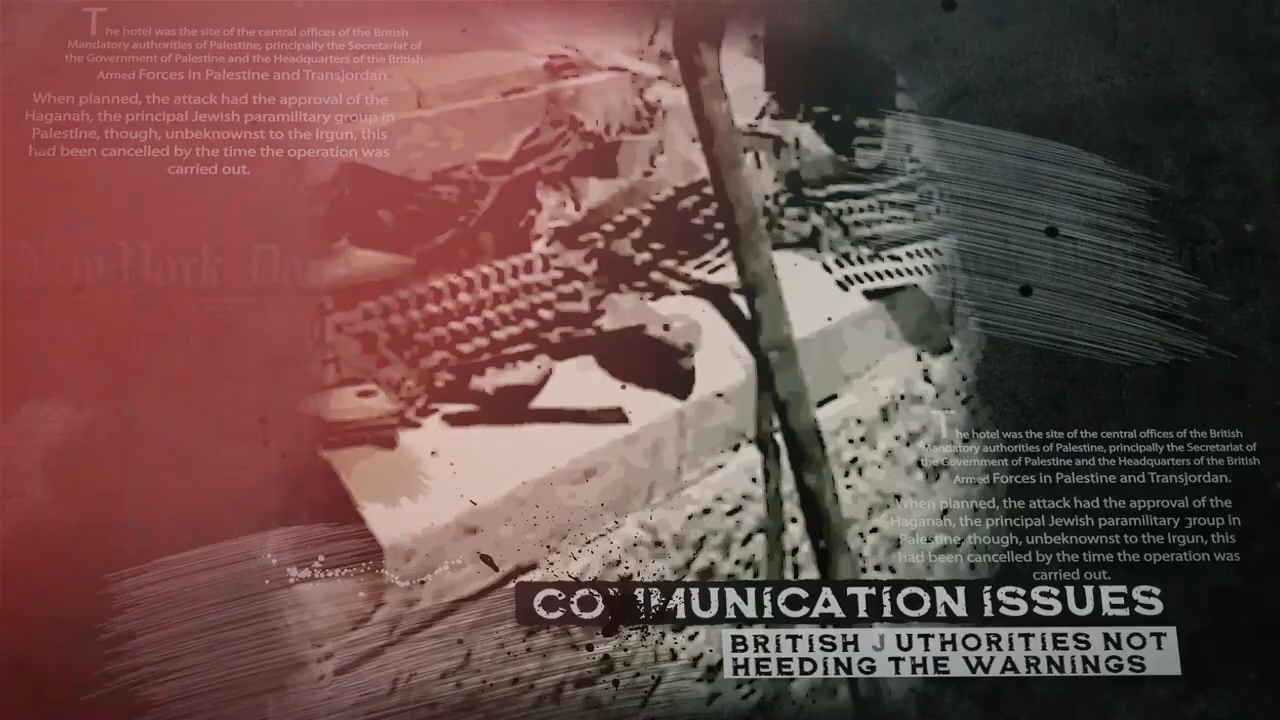 The hotel was the site of the central offices of the British
Mandatory authorities of Palestine, principally the Secretariat of
the Government of Palestine and the Headquarters of the British
Armed Forces in Palestine and Transjordan.
When planned, the attack had the approval of the
Haganah, the principal Jewish paramilitary group in
Palestine, though, unbeknownst to the Irgun, this
had been cancelled by the time the operation was
carried out.
The hotel was the site of the central offices of the British
Mandatory authorities of Palestine, principally the Secretariat of
the Government of Palestine and the Headquarters of the British
Armed Forces in Palestine and Transjordan.
When planned, the attack had the approval of the
Haganah, the principal Jewish paramilitary group in
Palestine, though, unbeknownst to the Irgun, this
had been cancelled by the time the operation was
carried out.
COMMUNICATION ISSUES
BRITISH JUTHORITIES NOT
HEEDING THE WARNINGS